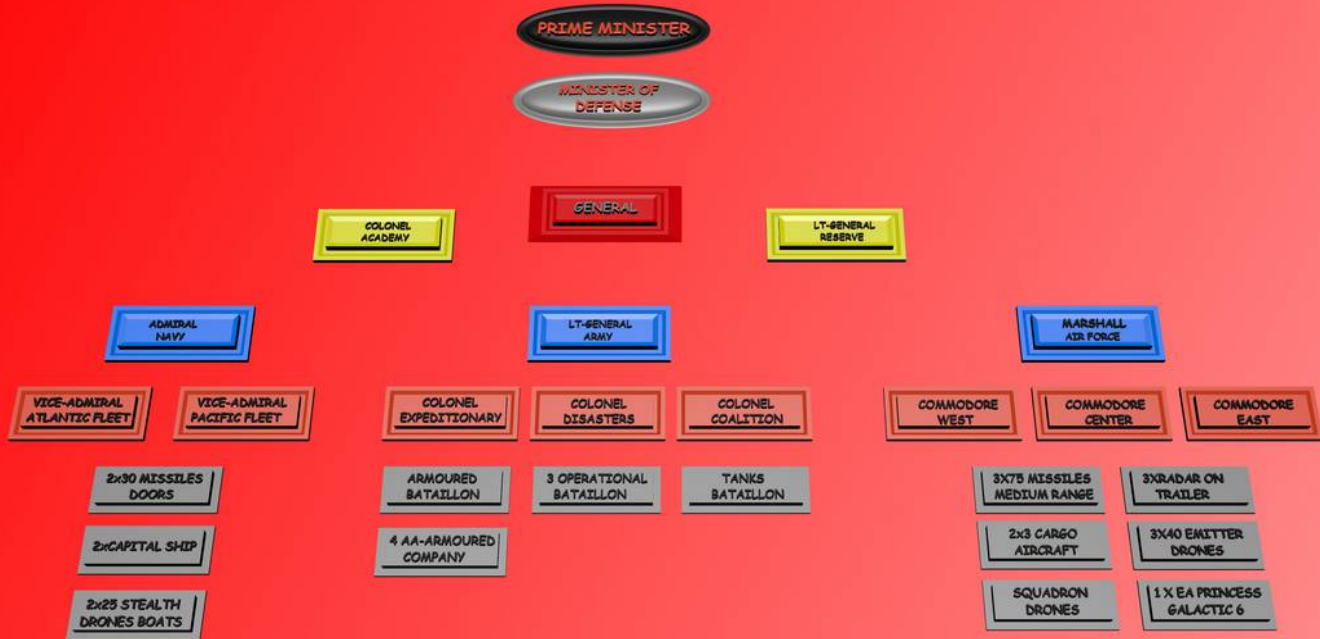 PRIME MINISTER
MINISTER OF
DEFENSE
GENERAL
COLONEL
ACADEMY
LT-GENERAL
RESERVE
ADMIRAL
NAVY
LT-GENERAL
ARMY
MARSHALL
AIR FORCE
VICE-ADMIRAL
ATLANTIC FLEET
VICE-ADMIRAL
PACIFIC FLEET
COLONEL
EXPEDITIONARY
COLONEL
DISASTERS
COLONEL
COALITION
COMMODORE
WEST
COMMODORE
CENTER
COMMODORE
EAST
2x30 MISSILES
DOORS
ARMOURED
BATAILLON
3 OPERATIONAL
BATAILLON
TANKS
BATAILLON
3X75 MISSILES
MEDIUM RANGE
3XRADAR ON
TRAILER
2xCAPITAL SHIP
4 AA-ARMOURED
COMPANY
2x3 CARGO
AIRCRAFT
3X40 EMITTER
DRONES
2x25 STEALTH
DRONES BOATS
SQUADRON
DRONES
1 X EA PRINCESS
GALACTIC 6